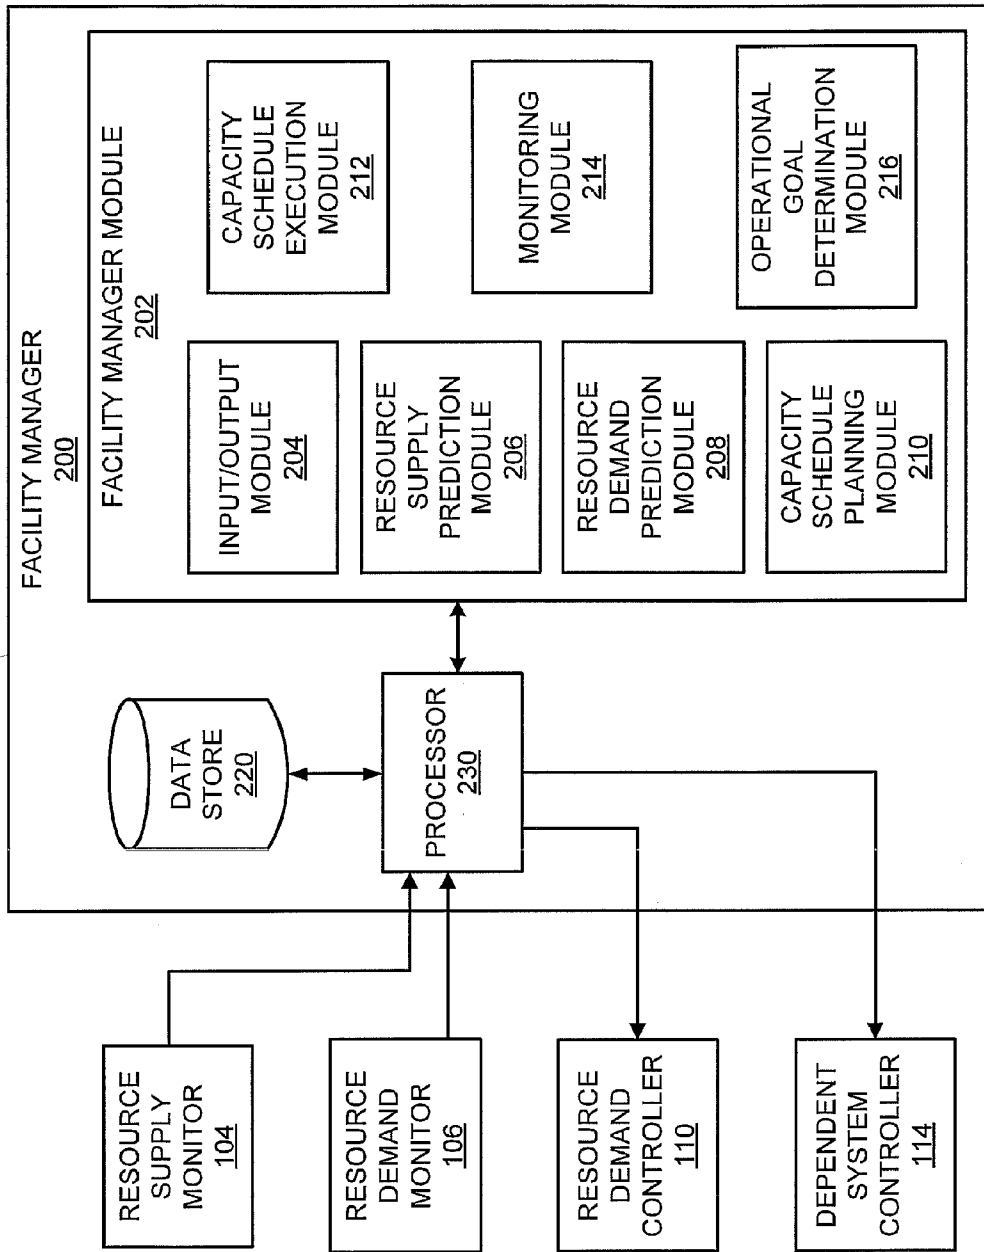 FACILITY MANAGER
200
FACILITY MANAGER MODULE
202
INPUT/OUTPUT
MODULE
204
RESOURCE
SUPPLY
PREDICTION
MODULE
206
RESOURCE
DEMAND
PREDICTION
MODULE
208
CAPACITY
SCHEDULE
PLANNING
MODULE
210
CAPACITY
SCHEDULE
EXECUTION
MODULE
212
MONITORING
MODULE
214
OPERATIONAL
GOAL
DETERMINATION
MODULE
216
DATA
STORE
220
PROCESSOR
230
RESOURCE
SUPPLY
MONITOR
104
RESOURCE
DEMAND
MONITOR
106
RESOURCE
DEMAND
CONTROLLER
110
DEPENDENT
SYSTEM
CONTROLLER
114